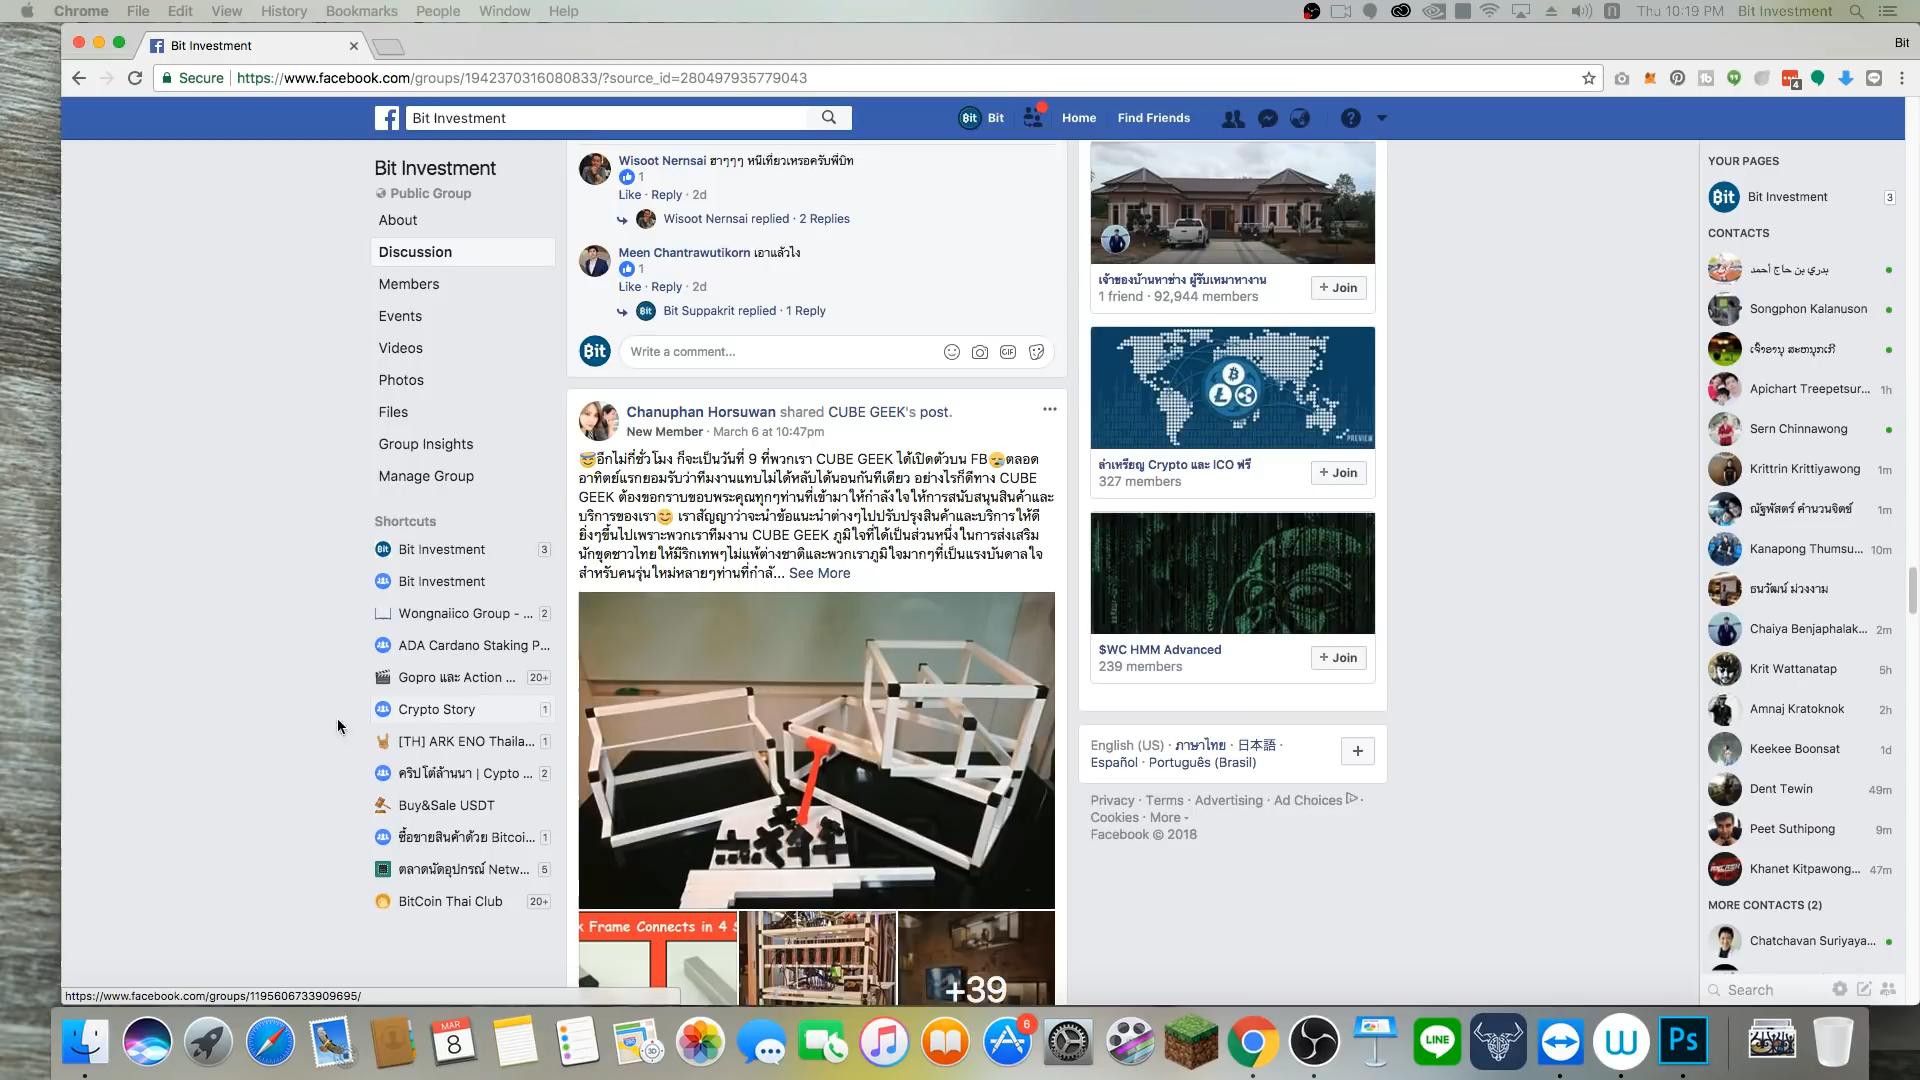 Chrome File Edit View History Bookmarks People Window Help
Thu 10:19 PM Bit Investment
Bit Investment
Bit
Secure https://www.facebook.com/groups/1942370316080833/?source_id=280497935779043
Bit Investment
Bit Home Find Friends
Bit Investment
Public Group
About
Discussion
Members
Events
Videos
Photos
Files
Group Insights
Manage Group
Shortcuts
Bit Investment 3
Bit Investment
Wongnaiico Group - ... 2
ADA Cardano Staking P...
Gopro และ Action ... 20+
Crypto Story 1
[TH] ARK ENO Thaila... 1
คริปโตล้านนา | Cypto ... 2
Buy&Sale USDT
ซื้อขายสินค้าด้วย Bitcoi... 1
ตลาดนัดอุปกรณ์ Netw... 5
BitCoin Thai Club 20+
Wisoot Nernsai ฮาๆๆๆ หนีเที่ยวเหรอครับพี่บิท
1
Like · Reply · 2d
Wisoot Nernsai replied · 2 Replies
Meen Chantrawutikorn เอาแล้วไง
1
Like · Reply · 2d
Bit Suppakrit replied · 1 Reply
Write a comment...
GIF
Chanuphan Horsuwan shared CUBE GEEK's post.
New Member · March 6 at 10:47pm
อีกไม่กี่ชั่วโมง ก็จะเป็นวันที่ 9 ที่พวกเรา CUBE GEEK ได้เปิดตัวบน FB ตลอด
อาทิตย์แรกยอมรับว่าทีมงานแทบไม่ได้หลับได้นอนกันทีเดียว อย่างไรก็ดีทาง CUBE
GEEK ต้องขอกราบขอบพระคุณทุกๆท่านที่เข้ามาให้กำลังใจให้การสนับสนุนสินค้าและ
บริการของเรา เราสัญญาว่าจะนำข้อแนะนำต่างๆไปปรับปรุงสินค้าและบริการให้ดี
ยิ่งๆขึ้นไปเพราะพวกเราทีมงาน CUBE GEEK ภูมิใจที่ได้เป็นส่วนหนึ่งในการส่งเสริม
นักขุดชาวไทยให้มีริกเทพๆไม่แพ้ต่างชาติและพวกเราภูมิใจมากๆที่เป็นแรงบันดาลใจ
สำหรับคนรุ่นใหม่หลายๆท่านที่กำลั... See More
x Frame Connects in 4 S
+39
เจ้าของบ้านหาช่าง ผู้รับเหมาหางาน
1 friend · 92,944 members
+ Join
PREVIEW
ล่าเหรียญ Crypto และ ICO ฟรี
327 members
+ Join
$WC HMM Advanced
239 members
+ Join
English (US) · ภาษาไทย · 日本語 ·
Español · Português (Brasil)
Privacy · Terms · Advertising · Ad Choices ·
Cookies · More
Facebook © 2018
YOUR PAGES
Bit Investment 3
CONTACTS
بدري بن حاج أحمد
Songphon Kalanuson
Apichart Treepetsur... 1h
Sern Chinnawong
Krittrin Krittiyawong 1m
ณัฐพัสตร์ คำนวนจิตช์ 1m
Kanapong Thumsu... 10m
ธนวัฒน์ ม่วงงาม
Chaiya Benjaphalak... 2m
Krit Wattanatap 5h
Amnaj Kratoknok 2h
Keekee Boonsat 1d
Dent Tewin 49m
Peet Suthipong 9m
Khanet Kitpawong... 47m
MORE CONTACTS (2)
Chatchavan Suriyaya...
Search
https://www.facebook.com/groups/1195606733909695/
MAR
8
6
LINE
W
Ps